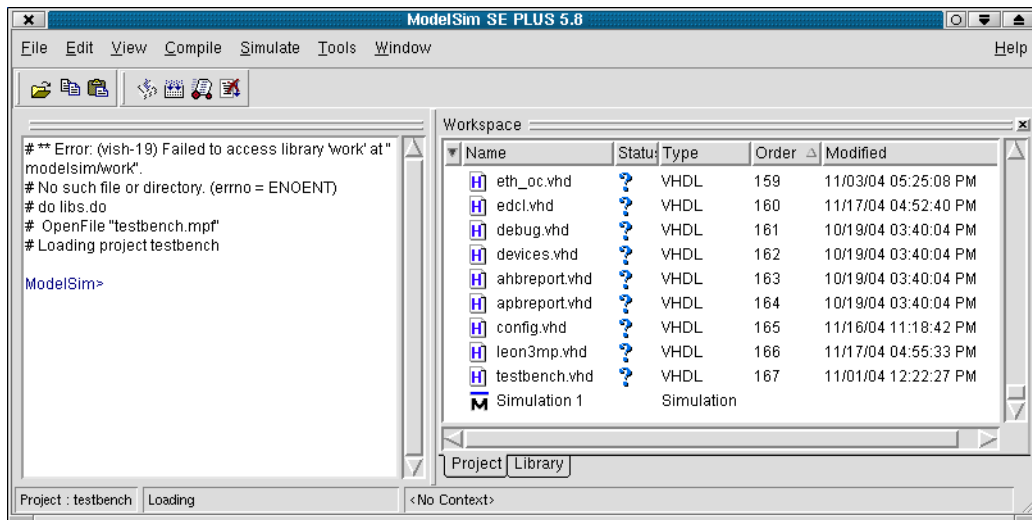 ModelSim SE PLUS 5.8
File Edit View Compile Simulate Tools Window Help
# ** Error: (vish-19) Failed to access library 'work' at "
modelsim/work".
# No such file or directory. (errno = ENOENT)
# do libs.do
# OpenFile "testbench.mpf"
# Loading project testbench
ModelSim>
Workspace
Name Statu Type Order Modified
eth_oc.vhd ? VHDL 159 11/03/04 05:25:08 PM
edcl.vhd ? VHDL 160 11/17/04 04:52:40 PM
debug.vhd ? VHDL 161 10/19/04 03:40:04 PM
devices.vhd ? VHDL 162 10/19/04 03:40:04 PM
ahbreport.vhd ? VHDL 163 10/19/04 03:40:04 PM
apbreport.vhd ? VHDL 164 10/19/04 03:40:04 PM
config.vhd ? VHDL 165 11/16/04 11:18:42 PM
leon3mp.vhd ? VHDL 166 11/17/04 04:55:33 PM
testbench.vhd ? VHDL 167 11/01/04 12:22:27 PM
M Simulation 1 Simulation
Project Library
Project : testbench Loading <No Context>